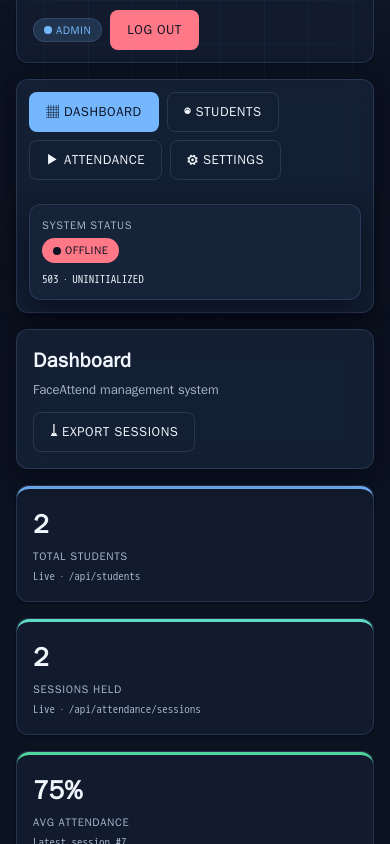 ADMIN
LOG OUT
DASHBOARD
STUDENTS
ATTENDANCE
SETTINGS
SYSTEM STATUS
OFFLINE
503 · UNINITIALIZED
Dashboard
FaceAttend management system
EXPORT SESSIONS
2
TOTAL STUDENTS
Live · /api/students
2
SESSIONS HELD
Live · /api/attendance/sessions
75%
AVG ATTENDANCE
Latest session #7